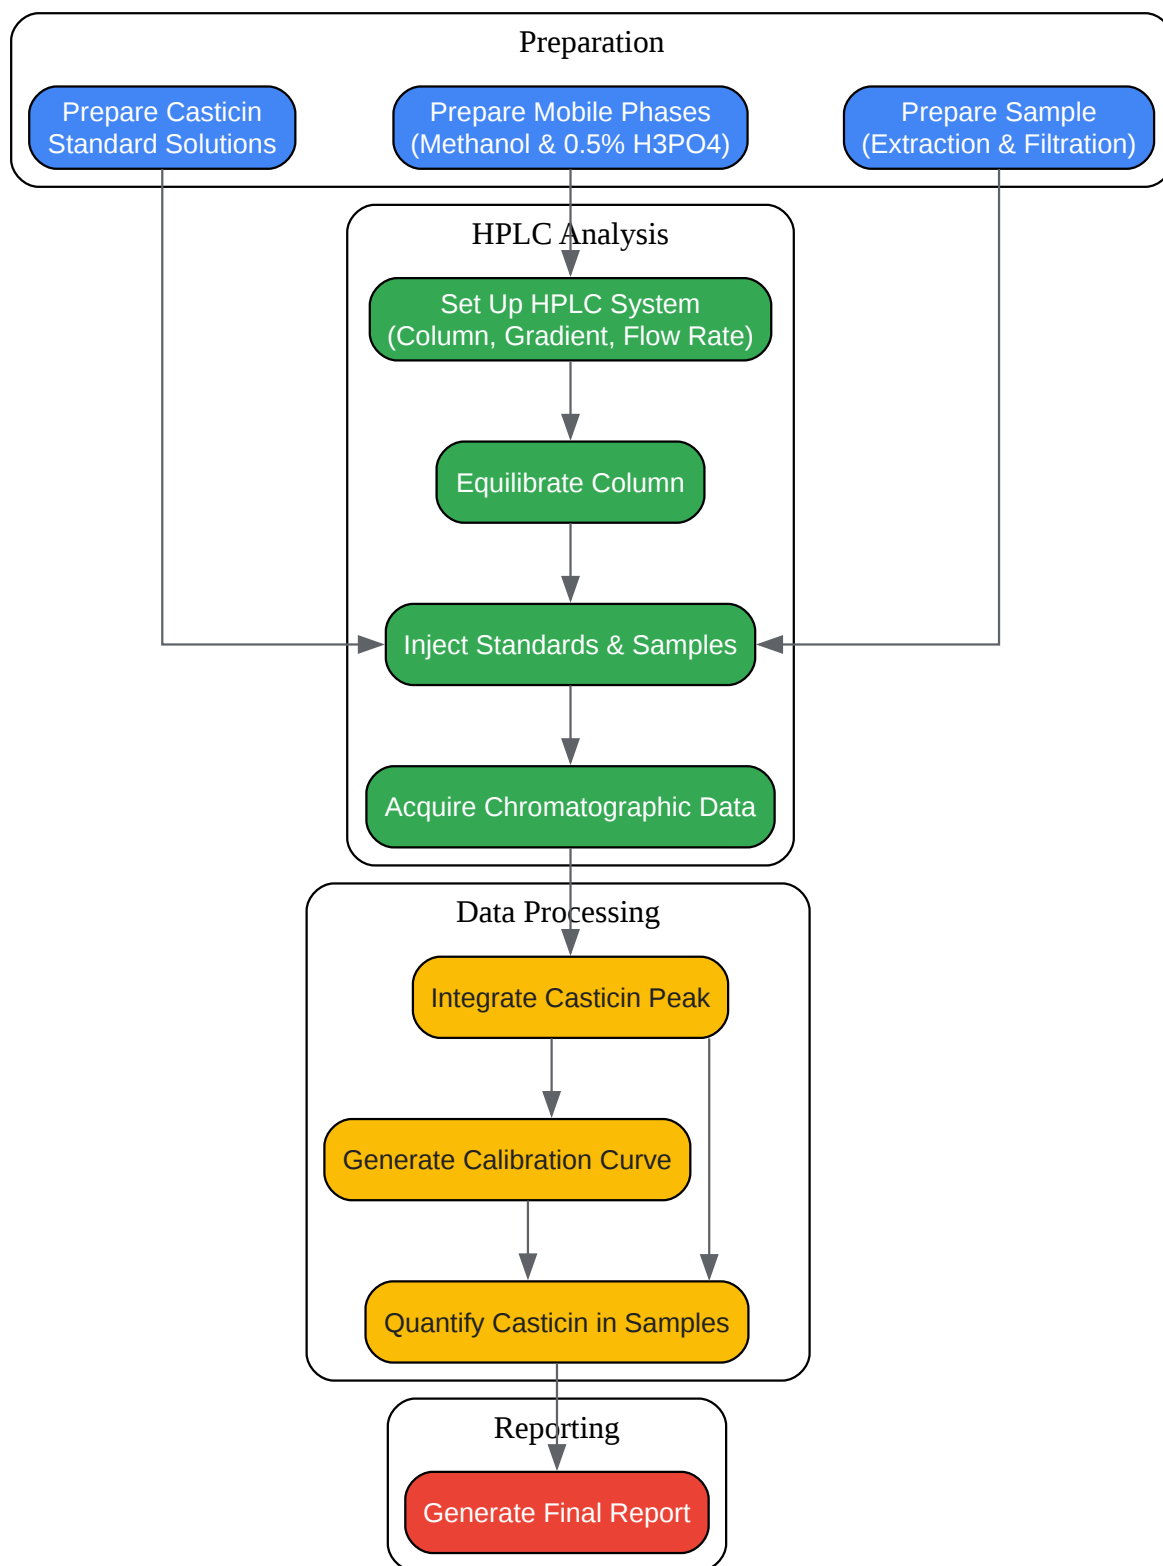 Preparation
Prepare Casticin
Standard Solutions
Prepare Mobile Phases
(Methanol & 0.5% H3PO4)
Prepare Sample
(Extraction & Filtration)
HPLC Analysis
Set Up HPLC System
(Column, Gradient, Flow Rate)
Equilibrate Column
Inject Standards & Samples
Acquire Chromatographic Data
Data Processing
Integrate Casticin Peak
Generate Calibration Curve
Quantify Casticin in Samples
Reporting
Generate Final Report